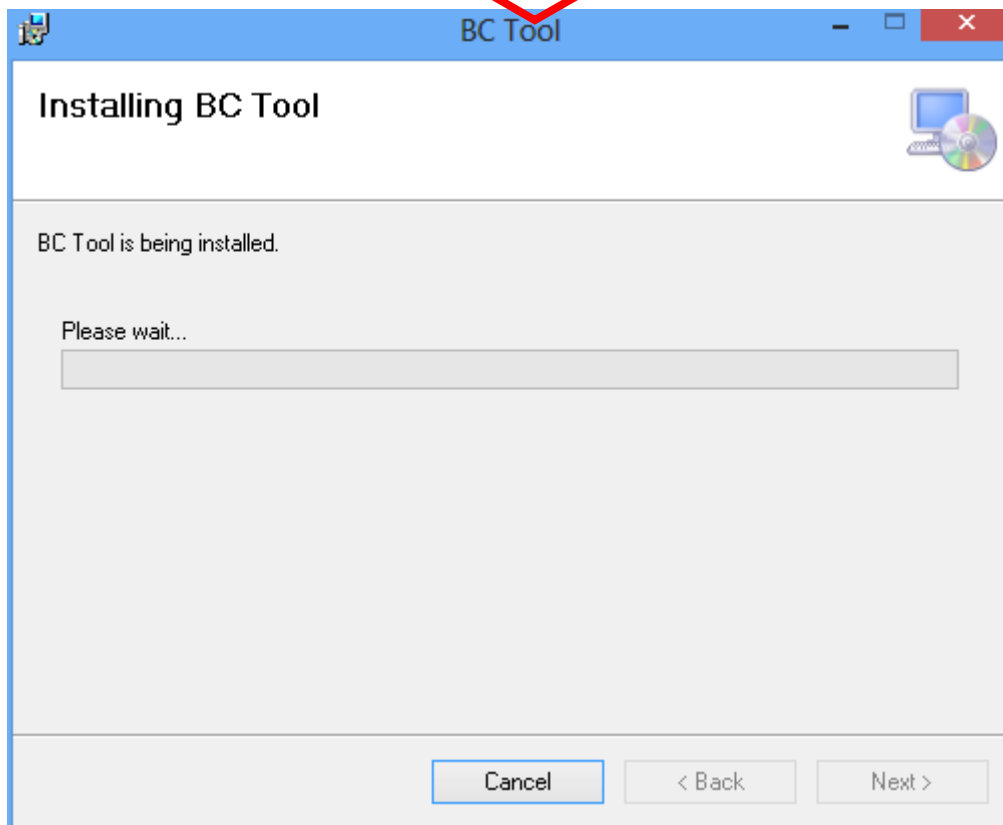 BC Tool
Installing BC Tool
BC Tool is being installed.
Please wait...
Cancel < Back Next >